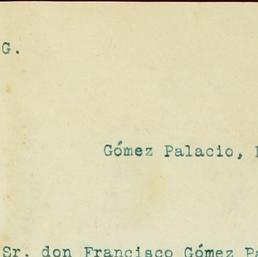 G.
Gómez Palacio,
Sr. don Francisco Gómez